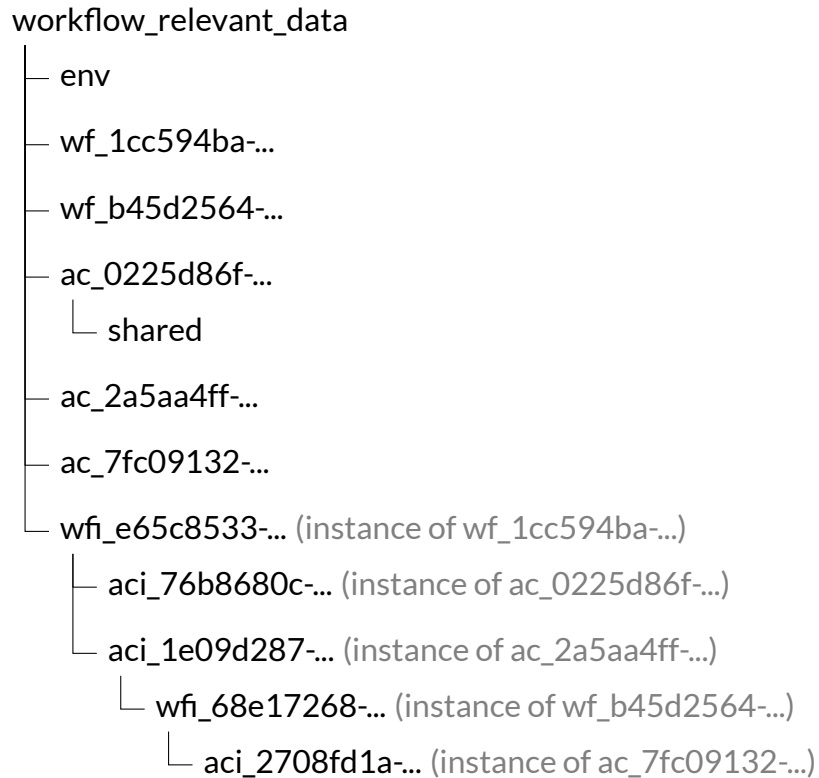 workflow_relevant_data
env
wf_1cc594ba-...
wf_b45d2564-...
ac_0225d86f-...
shared
ac_2a5aa4ff-...
ac_7fc09132-...
wfi_e65c8533-... (instance of wf_1cc594ba-...)
aci_76b8680c-... (instance of ac_0225d86f-...)
aci_1e09d287-... (instance of ac_2a5aa4ff-...)
wfi_68e17268-... (instance of wf_b45d2564-...)
aci_2708fd1a-... (instance of ac_7fc09132-...)